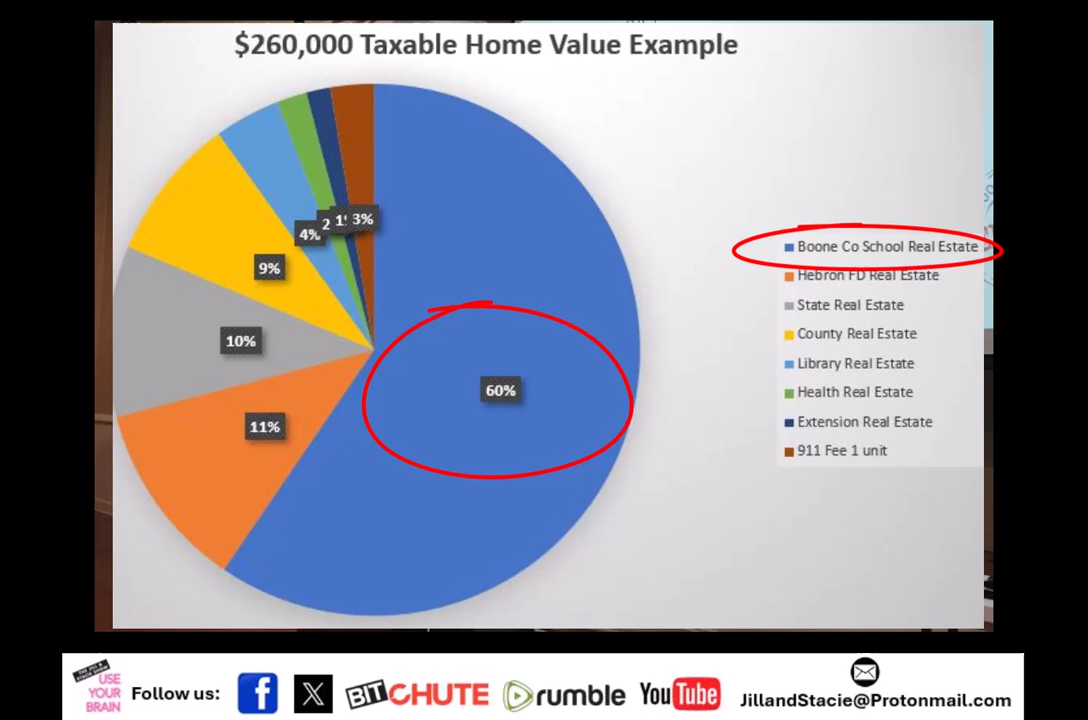 $260,000 Taxable Home Value Example
3%
1%
2
4%
9%
10%
11%
60%
Boone Co School Real Estate
Hebron FD Real Estate
State Real Estate
County Real Estate
Library Real Estate
Health Real Estate
Extension Real Estate
911 Fee 1 unit
USE
YOUR
BRAIN
Follow us:
BITCHUTE
rumble
YouTube
JillandStacie@Protonmail.com